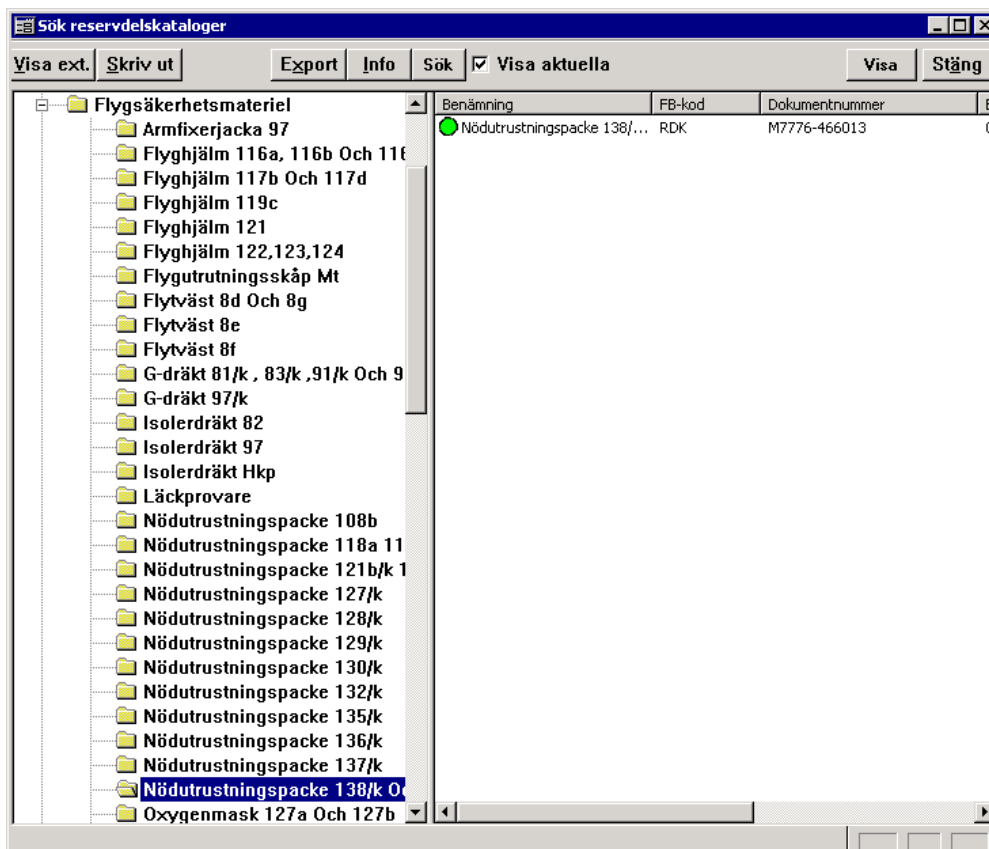 Sök reservdelskataloger
Visa ext. Skriv ut Export Info Sök Visa aktuella Visa Stäng
Flygsäkerhetsmateriel
Armfixerjacka 97
Flyghjälm 116a, 116b Och 116
Flyghjälm 117b Och 117d
Flyghjälm 119c
Flyghjälm 121
Flyghjälm 122,123,124
Flygutrutningsskåp Mt
Flytväst 8d Och 8g
Flytväst 8e
Flytväst 8f
G-dräkt 81/k , 83/k ,91/k Och 9
G-dräkt 97/k
Isolerdräkt 82
Isolerdräkt 97
Isolerdräkt Hkp
Läckprovare
Nödutrustningspacke 108b
Nödutrustningspacke 118a 11
Nödutrustningspacke 121b/k 1
Nödutrustningspacke 127/k
Nödutrustningspacke 128/k
Nödutrustningspacke 129/k
Nödutrustningspacke 130/k
Nödutrustningspacke 132/k
Nödutrustningspacke 135/k
Nödutrustningspacke 136/k
Nödutrustningspacke 137/k
Nödutrustningspacke 138/k
Oxygenmask 127a Och 127b
Benämning FB-kod Dokumentnummer
Nödutrustningspacke 138/... RDK M7776-466013